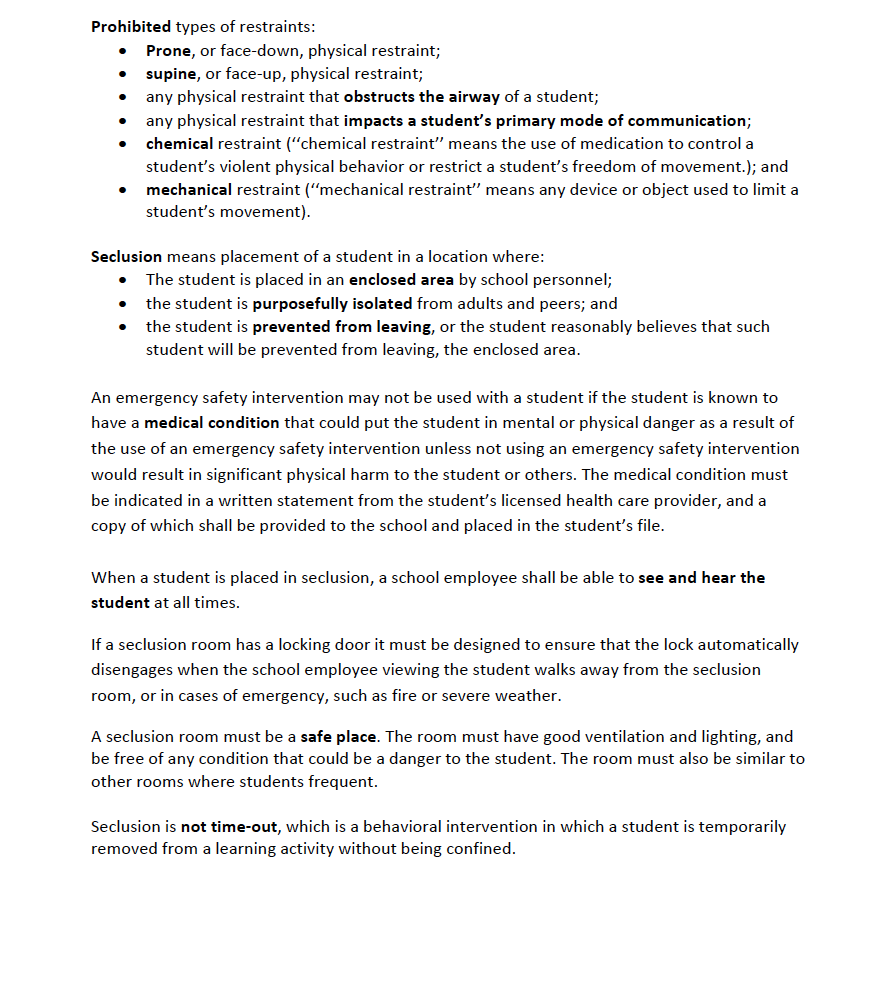 Prohibited types of restraints:
• Prone, or face-down, physical restraint;
• supine, or face-up, physical restraint;
• any physical restraint that obstructs the airway of a student;
• any physical restraint that impacts a student’s primary mode of communication;
• chemical restraint (‘‘chemical restraint’’ means the use of medication to control a
student’s violent physical behavior or restrict a student’s freedom of movement.); and
• mechanical restraint (‘‘mechanical restraint’’ means any device or object used to limit a
student’s movement).
Seclusion means placement of a student in a location where:
• The student is placed in an enclosed area by school personnel;
• the student is purposefully isolated from adults and peers; and
• the student is prevented from leaving, or the student reasonably believes that such
student will be prevented from leaving, the enclosed area.
An emergency safety intervention may not be used with a student if the student is known to
have a medical condition that could put the student in mental or physical danger as a result of
the use of an emergency safety intervention unless not using an emergency safety intervention
would result in significant physical harm to the student or others. The medical condition must
be indicated in a written statement from the student’s licensed health care provider, and a
copy of which shall be provided to the school and placed in the student’s file.
When a student is placed in seclusion, a school employee shall be able to see and hear the
student at all times.
If a seclusion room has a locking door it must be designed to ensure that the lock automatically
disengages when the school employee viewing the student walks away from the seclusion
room, or in cases of emergency, such as fire or severe weather.
A seclusion room must be a safe place. The room must have good ventilation and lighting, and
be free of any condition that could be a danger to the student. The room must also be similar to
other rooms where students frequent.
Seclusion is not time-out, which is a behavioral intervention in which a student is temporarily
removed from a learning activity without being confined.